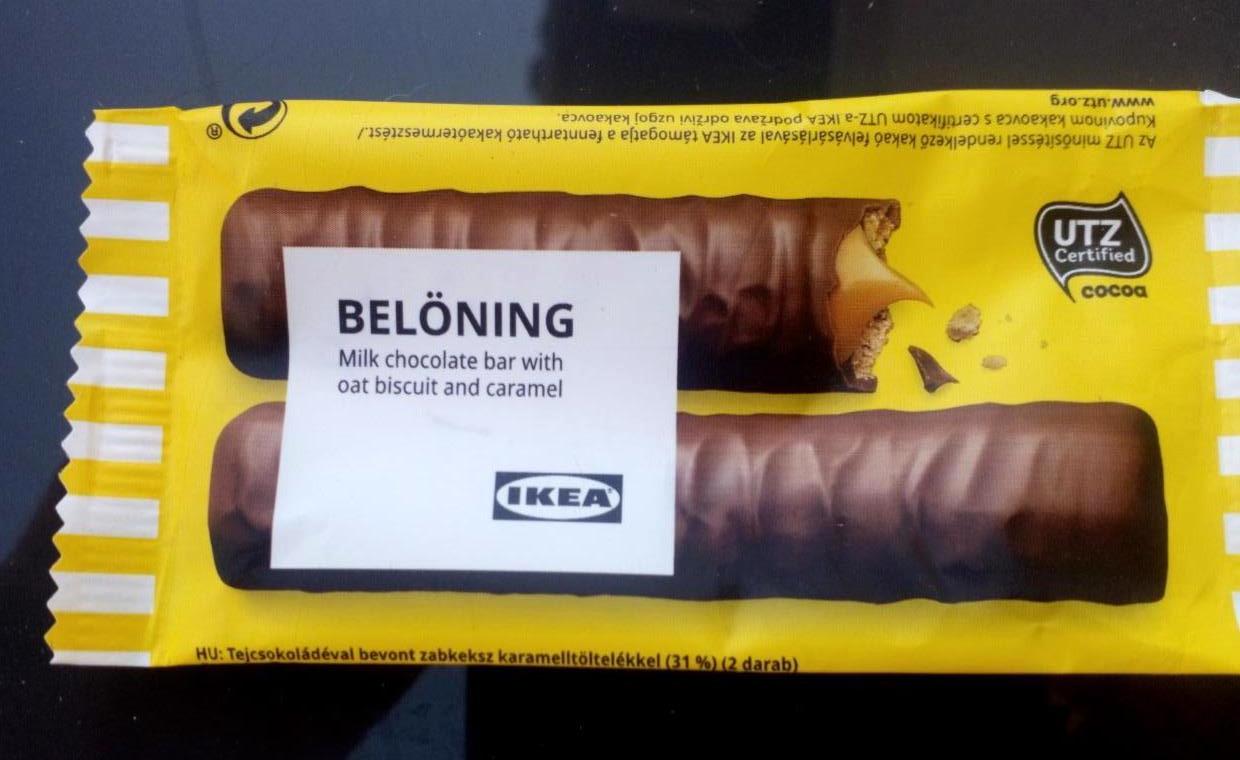 Az UTZ minősítéssel rendelkező kakaó felvásárlásával az IKEA támogatja a fenntartható kakaótermesztést./
Kupovinom kakaovca s certifikatom UTZ-a IKEA podržava održivi uzgoj kakaovca.
www.utz.org
®
UTZ
Certified
cocoa
BELÖNING
Milk chocolate bar with
oat biscuit and caramel
IKEA®
HU: Tejcsokoládéval bevont zabkeksz karamelltöltelékkel (31 %) (2 darab)